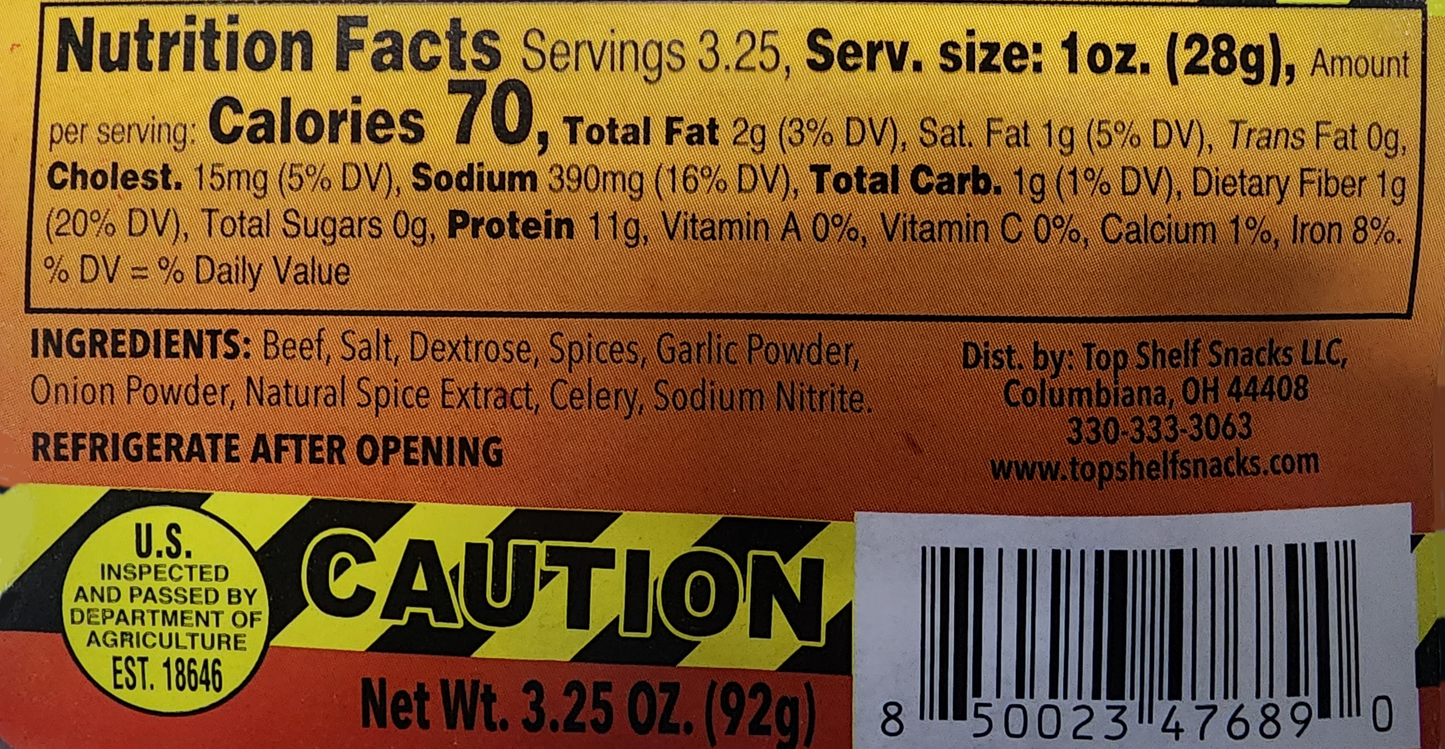 Nutrition Facts Servings 3.25, Serv. size: 1oz. (28g), Amount
per serving: Calories 70, Total Fat 2g (3% DV), Sat. Fat 1g (5% DV), Trans Fat 0g,
Cholest. 15mg (5% DV), Sodium 390mg (16% DV), Total Carb. 1g (1% DV), Dietary Fiber 1g
(20% DV), Total Sugars 0g, Protein 11g, Vitamin A 0%, Vitamin C 0%, Calcium 1%, Iron 8%.
% DV = % Daily Value
INGREDIENTS: Beef, Salt, Dextrose, Spices, Garlic Powder,
Onion Powder, Natural Spice Extract, Celery, Sodium Nitrite.
REFRIGERATE AFTER OPENING
Dist. by: Top Shelf Snacks LLC,
Columbiana, OH 44408
330-333-3063
www.topshelfsnacks.com
U.S.
INSPECTED
AND PASSED BY
DEPARTMENT OF
AGRICULTURE
EST. 18646
CAUTION
Net Wt. 3.25 OZ. (92g)
8 50023 47689 0